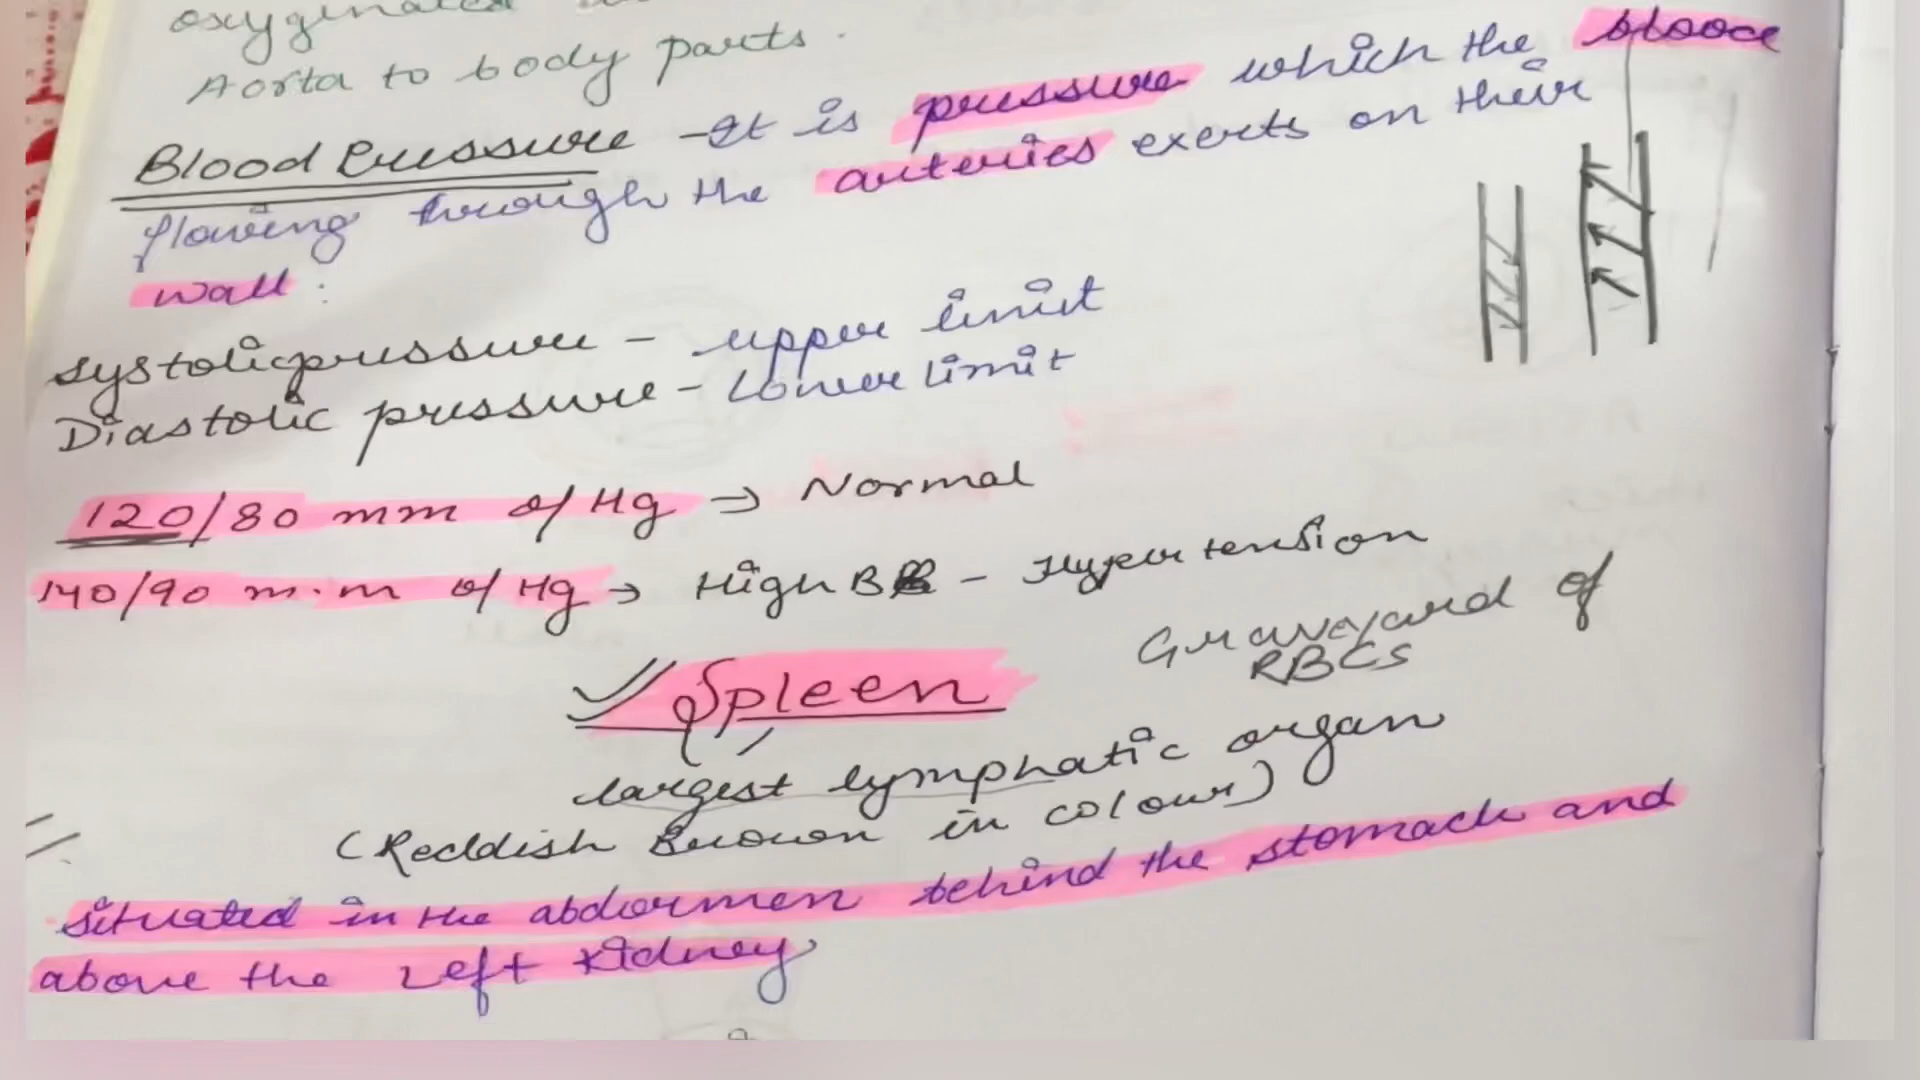 oxygenated
Aorta to body parts.
Blood Pressure - It is pressure which the blood
flowing through the arteries exerts on their
wall :
systolic pressure - upper limit
Diastolic pressure - Lower limit
120/80 mm of Hg → Normal
140/90 m.m of Hg → High BP - Hypertension
Graveyard of
RBCs
Spleen
largest lymphatic organ
(Reddish Brown in colour)
situated in the abdormen behind the stomach and
above the Left Kidney